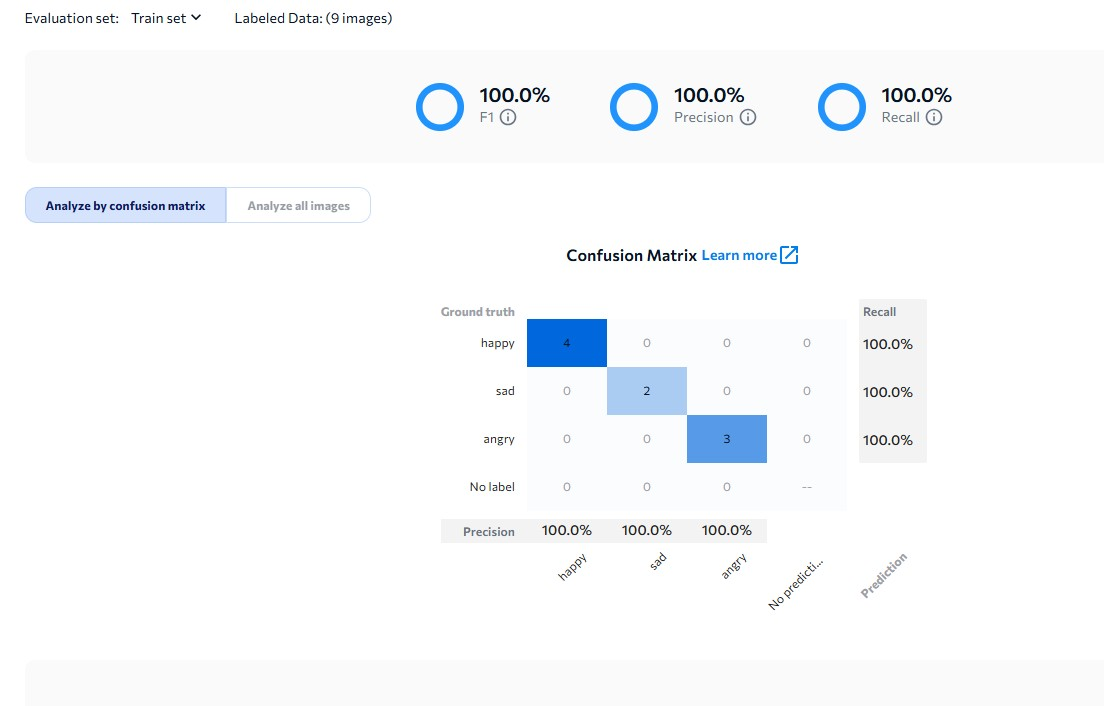 Evaluation set: Train set Labeled Data: (9 images)
100.0% 100.0% 100.0%
F1 Precision Recall
Analyze by confusion matrix Analyze all images
Confusion Matrix Learn more
Ground truth Recall
happy 4 0 0 0 100.0%
sad 0 2 0 0 100.0%
angry 0 0 3 0 100.0%
No label 0 0 0 --
Precision 100.0% 100.0% 100.0%
happy sad angry No predicti... Prediction